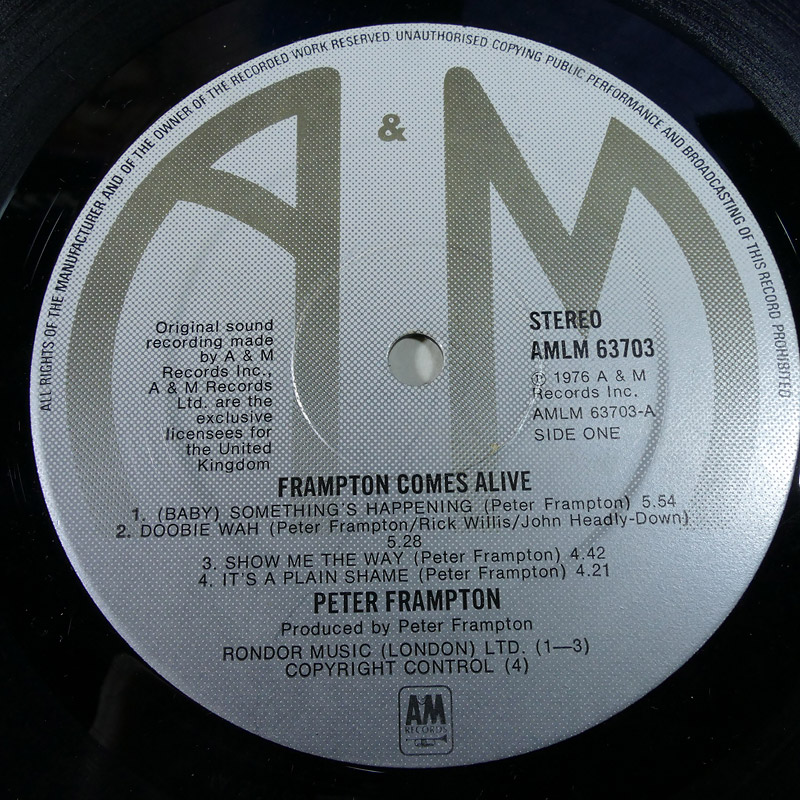 ALL RIGHTS OF THE MANUFACTURER AND OF THE OWNER OF THE RECORDED WORK RESERVED UNAUTHORISED COPYING PUBLIC PERFORMANCE AND BROADCASTING OF THIS RECORD PROHIBITED
A & M
Original sound
recording made
by A & M
Records Inc.,
A & M Records
Ltd. are the
exclusive
licensees for
the United
Kingdom
STEREO
AMLM 63703
℗ 1976 A & M
Records Inc.
AMLM 63703-A
SIDE ONE
FRAMPTON COMES ALIVE
1. (BABY) SOMETHING'S HAPPENING (Peter Frampton) 5.54
2. DOOBIE WAH (Peter Frampton/Rick Willis/John Headly-Down)
5.28
3. SHOW ME THE WAY (Peter Frampton) 4.42
4. IT'S A PLAIN SHAME (Peter Frampton) 4.21
PETER FRAMPTON
Produced by Peter Frampton
RONDOR MUSIC (LONDON) LTD. (1—3)
COPYRIGHT CONTROL (4)
AM
RECORDS